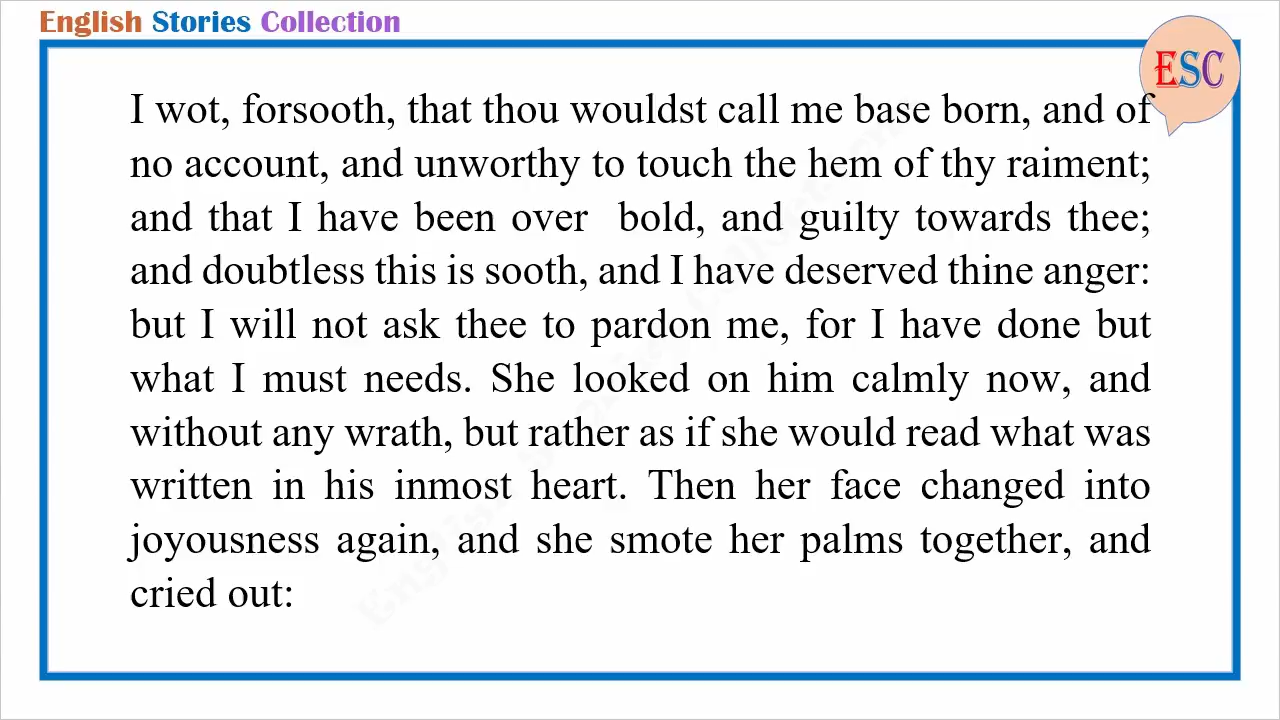 English Stories Collection
ESC
I wot, forsooth, that thou wouldst call me base born, and of
no account, and unworthy to touch the hem of thy raiment;
and that I have been over bold, and guilty towards thee;
and doubtless this is sooth, and I have deserved thine anger:
but I will not ask thee to pardon me, for I have done but
what I must needs. She looked on him calmly now, and
without any wrath, but rather as if she would read what was
written in his inmost heart. Then her face changed into
joyousness again, and she smote her palms together, and
cried out: